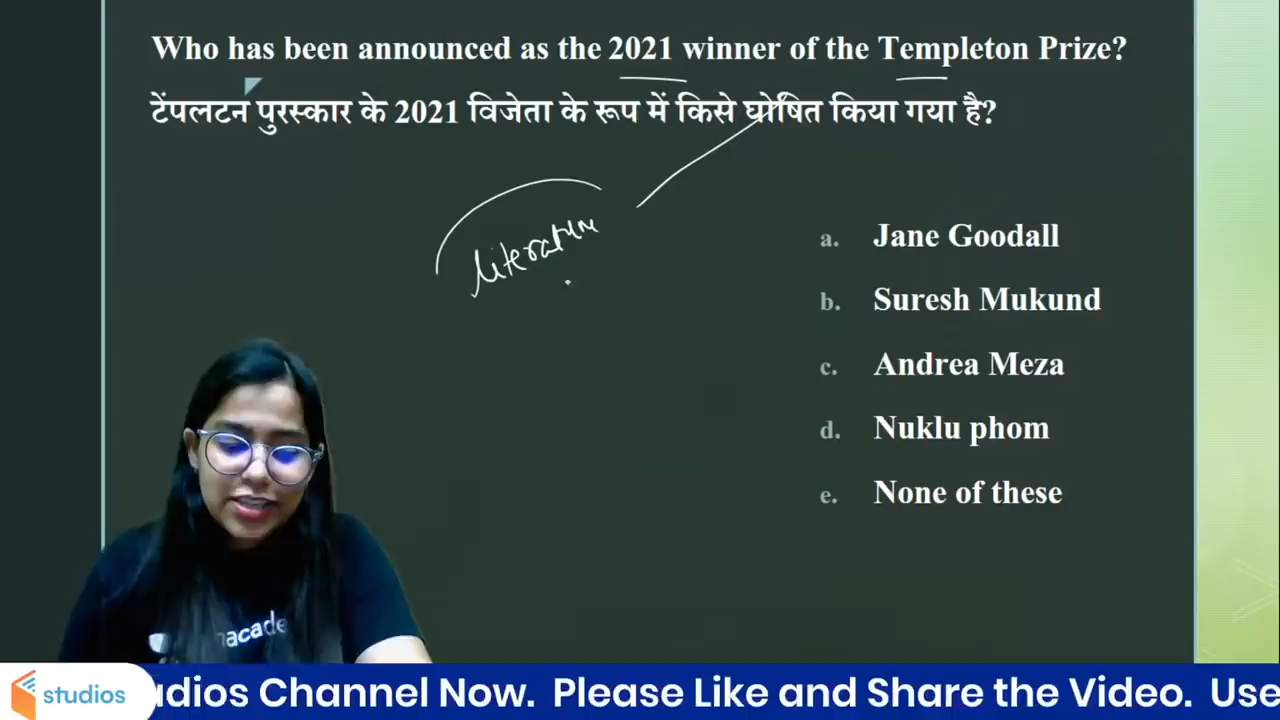 Who has been announced as the 2021 winner of the Templeton Prize?
टेंपलटन पुरस्कार के 2021 विजेता के रूप में किसे घोषित किया गया है?
literature
a. Jane Goodall
b. Suresh Mukund
c. Andrea Meza
d. Nuklu phom
e. None of these
acade
studios
udios Channel Now. Please Like and Share the Video. Use